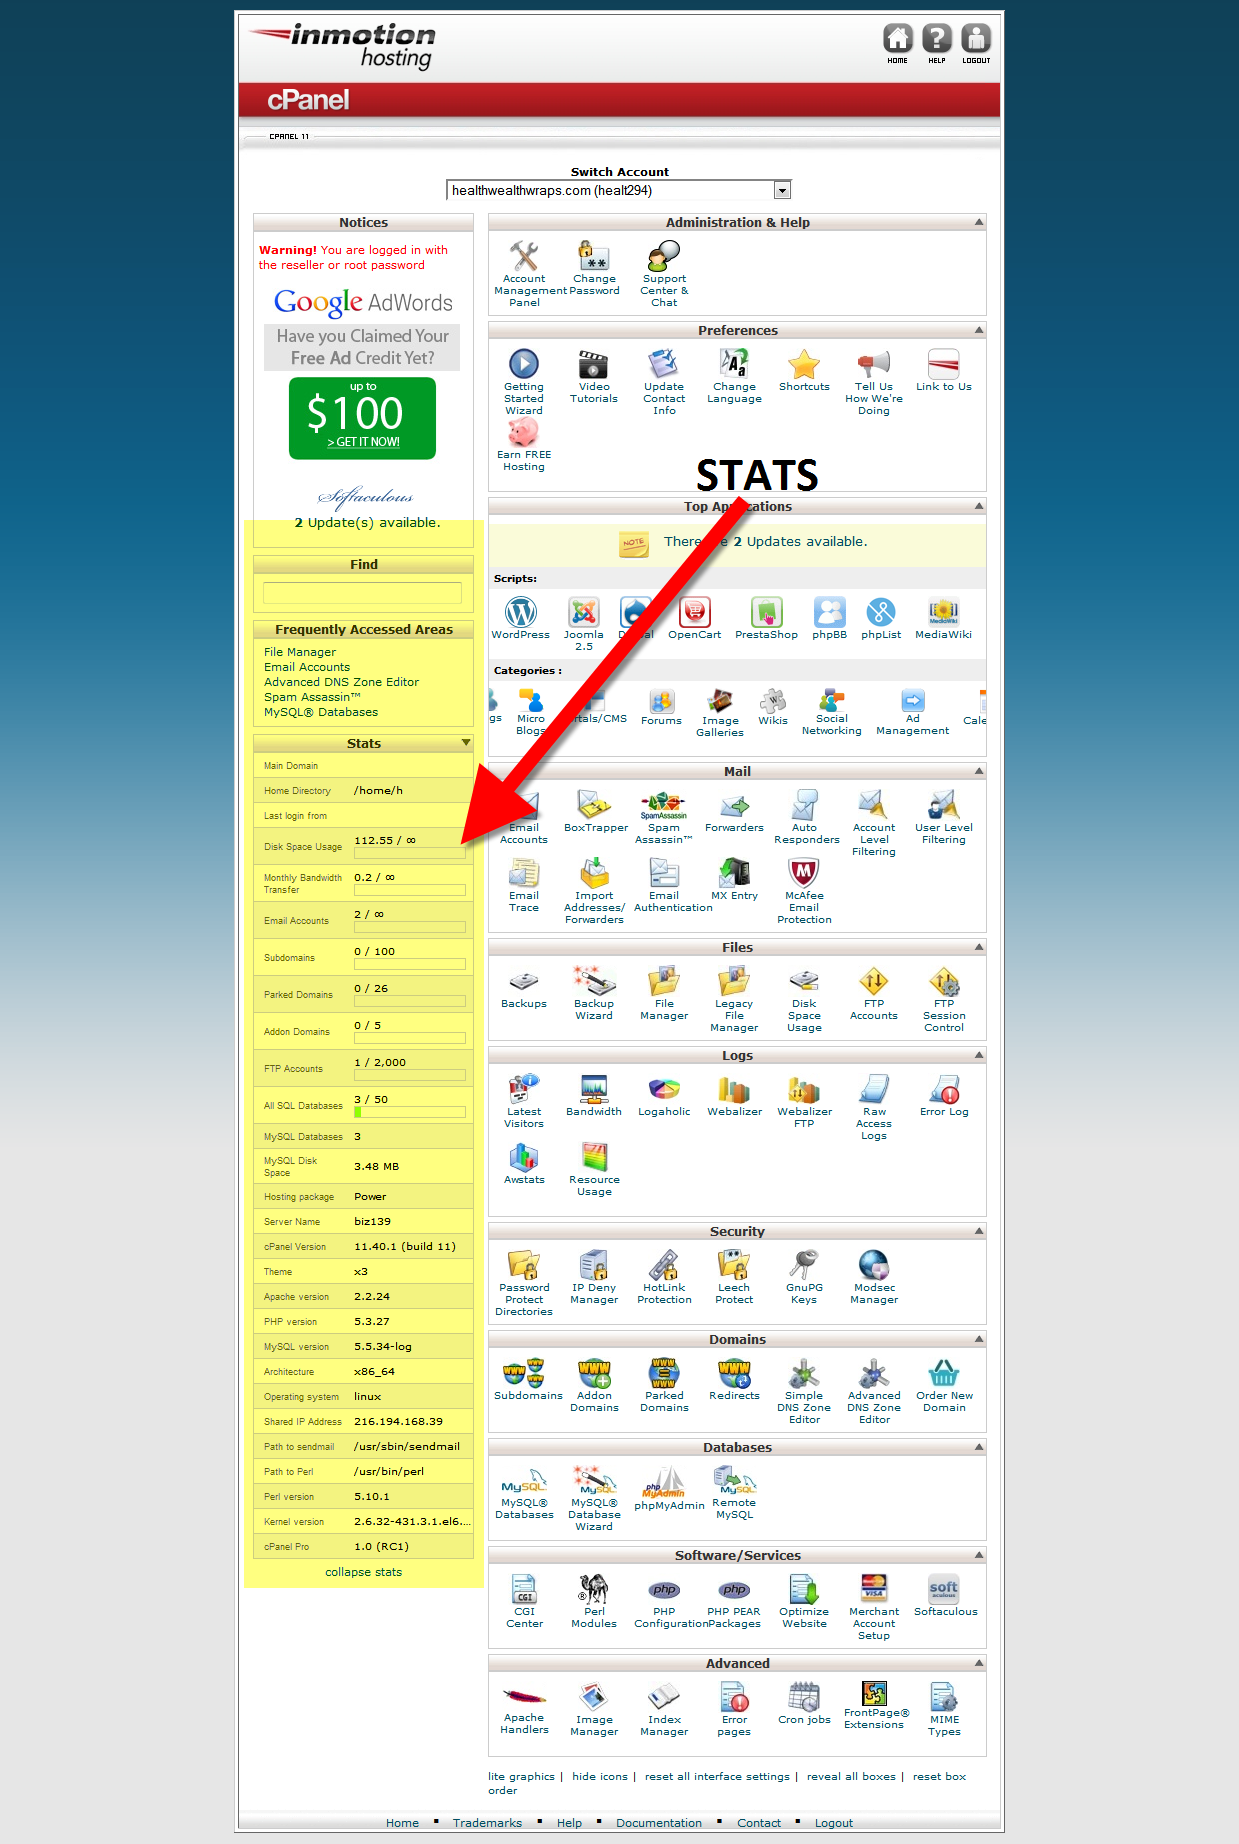 inmotion
hosting
HOME
HELP
LOGOUT
cPanel
CPANEL 11
Switch Account
healthwealthwraps.com (healt294)
Notices
Warning! You are logged in with
the reseller or root password
Google AdWords
Have you Claimed Your
Free Ad Credit Yet?
up to
$100
> GET IT NOW!
Softaculous
2 Update(s) available.
Find
Frequently Accessed Areas
File Manager
Email Accounts
Advanced DNS Zone Editor
Spam Assassin™
MySQL® Databases
Stats
Main Domain
Home Directory /home/h
Last login from
Disk Space Usage 112.55 / ∞
Monthly Bandwidth Transfer 0.2 / ∞
Email Accounts 2 / ∞
Subdomains 0 / 100
Parked Domains 0 / 26
Addon Domains 0 / 5
FTP Accounts 1 / 2,000
All SQL Databases 3 / 50
MySQL Databases 3
MySQL Disk Space 3.48 MB
Hosting package Power
Server Name biz139
cPanel Version 11.40.1 (build 11)
Theme x3
Apache version 2.2.24
PHP version 5.3.27
MySQL version 5.5.34-log
Architecture x86_64
Operating system linux
Shared IP Address 216.194.168.39
Path to sendmail /usr/sbin/sendmail
Path to Perl /usr/bin/perl
Perl version 5.10.1
Kernel version 2.6.32-431.3.1.el6....
cPanel Pro 1.0 (RC1)
collapse stats
Administration & Help
Account Management Panel
Change Password
Support Center & Chat
Preferences
Getting Started Wizard
Video Tutorials
Update Contact Info
Change Language
Shortcuts
Tell Us How We're Doing
Link to Us
Earn FREE Hosting
STATS
Top Applications
NOTE
There 2 Updates available.
Scripts:
WordPress
Joomla 2.5
OpenCart
PrestaShop
phpBB
phpList
MediaWiki
Categories :
gs
Micro Blogs
tals/CMS
Forums
Image Galleries
Wikis
Social Networking
Ad Management
Cale
Mail
Email Accounts
BoxTrapper
SpamAssassin
Spam Assassin™
Forwarders
Auto Responders
Account Level Filtering
User Level Filtering
Email Trace
Import Addresses/ Forwarders
Email Authentication
MX Entry
McAfee Email Protection
Files
Backups
Backup Wizard
File Manager
Legacy File Manager
Disk Space Usage
FTP Accounts
FTP Session Control
Logs
Latest Visitors
Bandwidth
Logaholic
Webalizer
Webalizer FTP
Raw Access Logs
Error Log
Awstats
Resource Usage
Security
Password Protect Directories
IP Deny Manager
HotLink Protection
Leech Protect
GnuPG Keys
Modsec Manager
Domains
Subdomains
Addon Domains
Parked Domains
Redirects
Simple DNS Zone Editor
Advanced DNS Zone Editor
Order New Domain
Databases
MySQL® Databases
MySQL® Database Wizard
phpMyAdmin
Remote MySQL
Software/Services
CGI Center
Perl Modules
PHP Configuration
PHP PEAR Packages
Optimize Website
Merchant Account Setup
Softaculous
Advanced
Apache Handlers
Image Manager
Index Manager
Error pages
Cron jobs
FrontPage® Extensions
MIME Types
lite graphics | hide icons | reset all interface settings | reveal all boxes | reset box
order
Home ▪ Trademarks ▪ Help ▪ Documentation ▪ Contact ▪ Logout